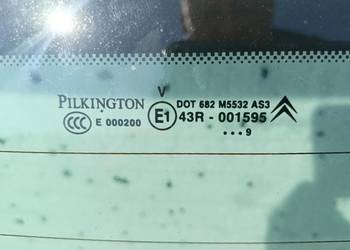 V
PILKINGTON E1 DOT 682 M5532 AS3
CCC E 000200 43R - 001595
•••9